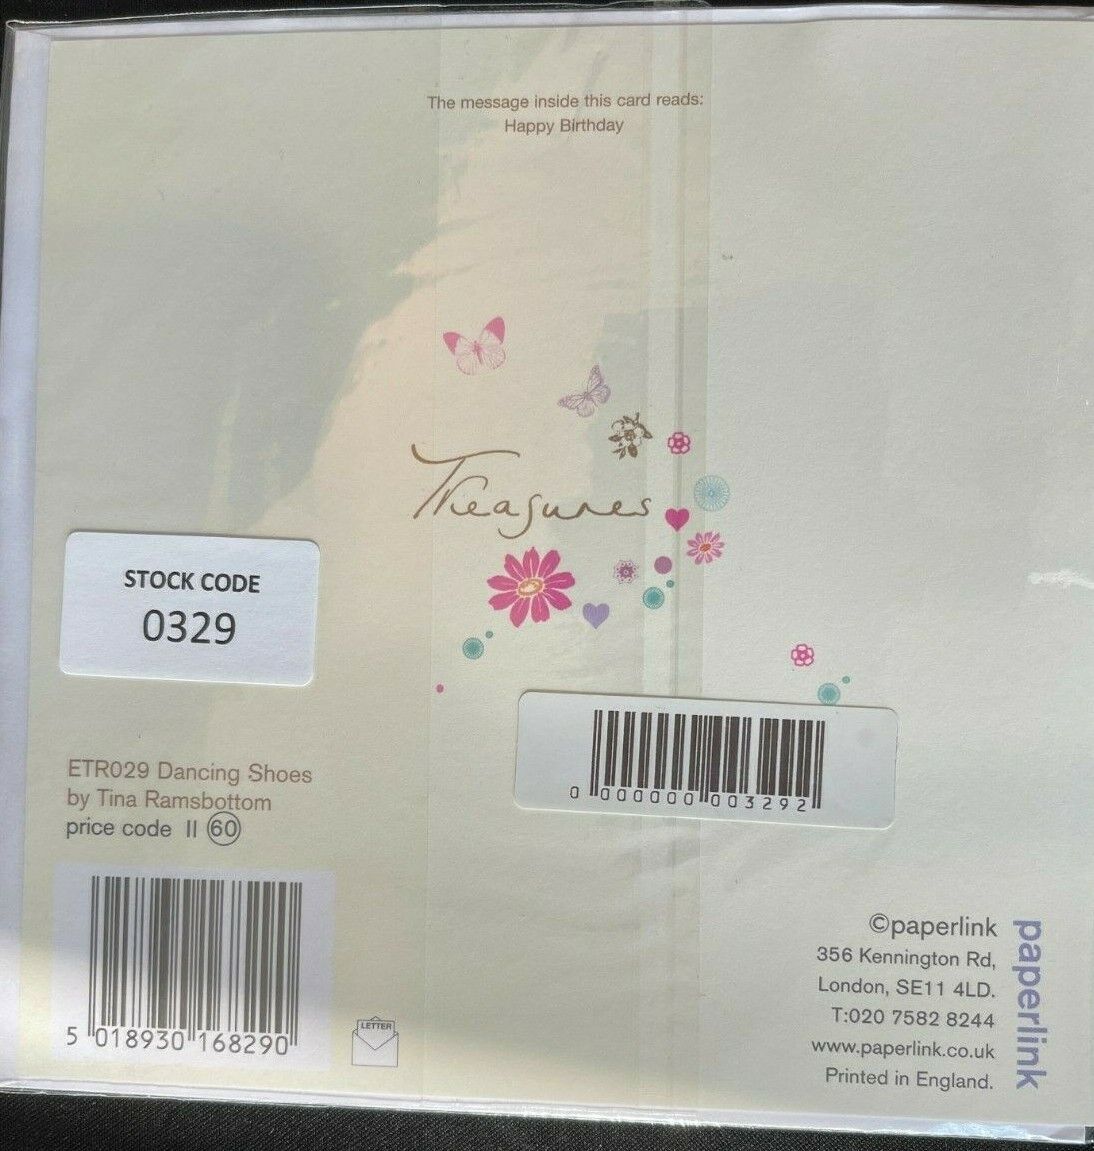 The message inside this card reads:
Happy Birthday
Treasures
STOCK CODE
0329
0 000000 003292
ETR029 Dancing Shoes
by Tina Ramsbottom
price code II 60
5 018930 168290
LETTER
©paperlink
356 Kennington Rd,
London, SE11 4LD.
T:020 7582 8244
www.paperlink.co.uk
Printed in England.
paperlink